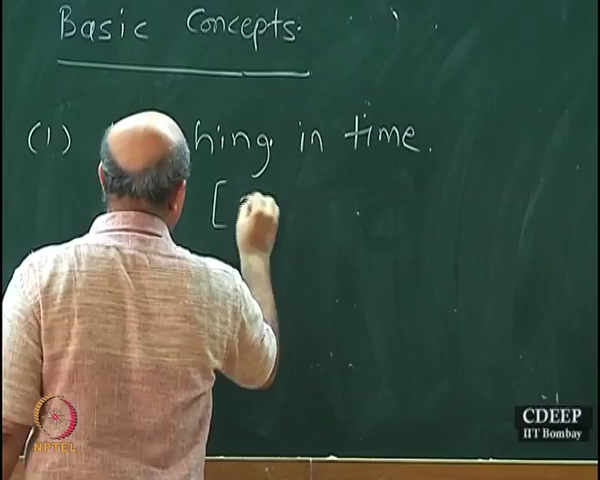 Basic Concepts.
(1) hing in time.
[
CDEEP
IIT Bombay
NPTEL